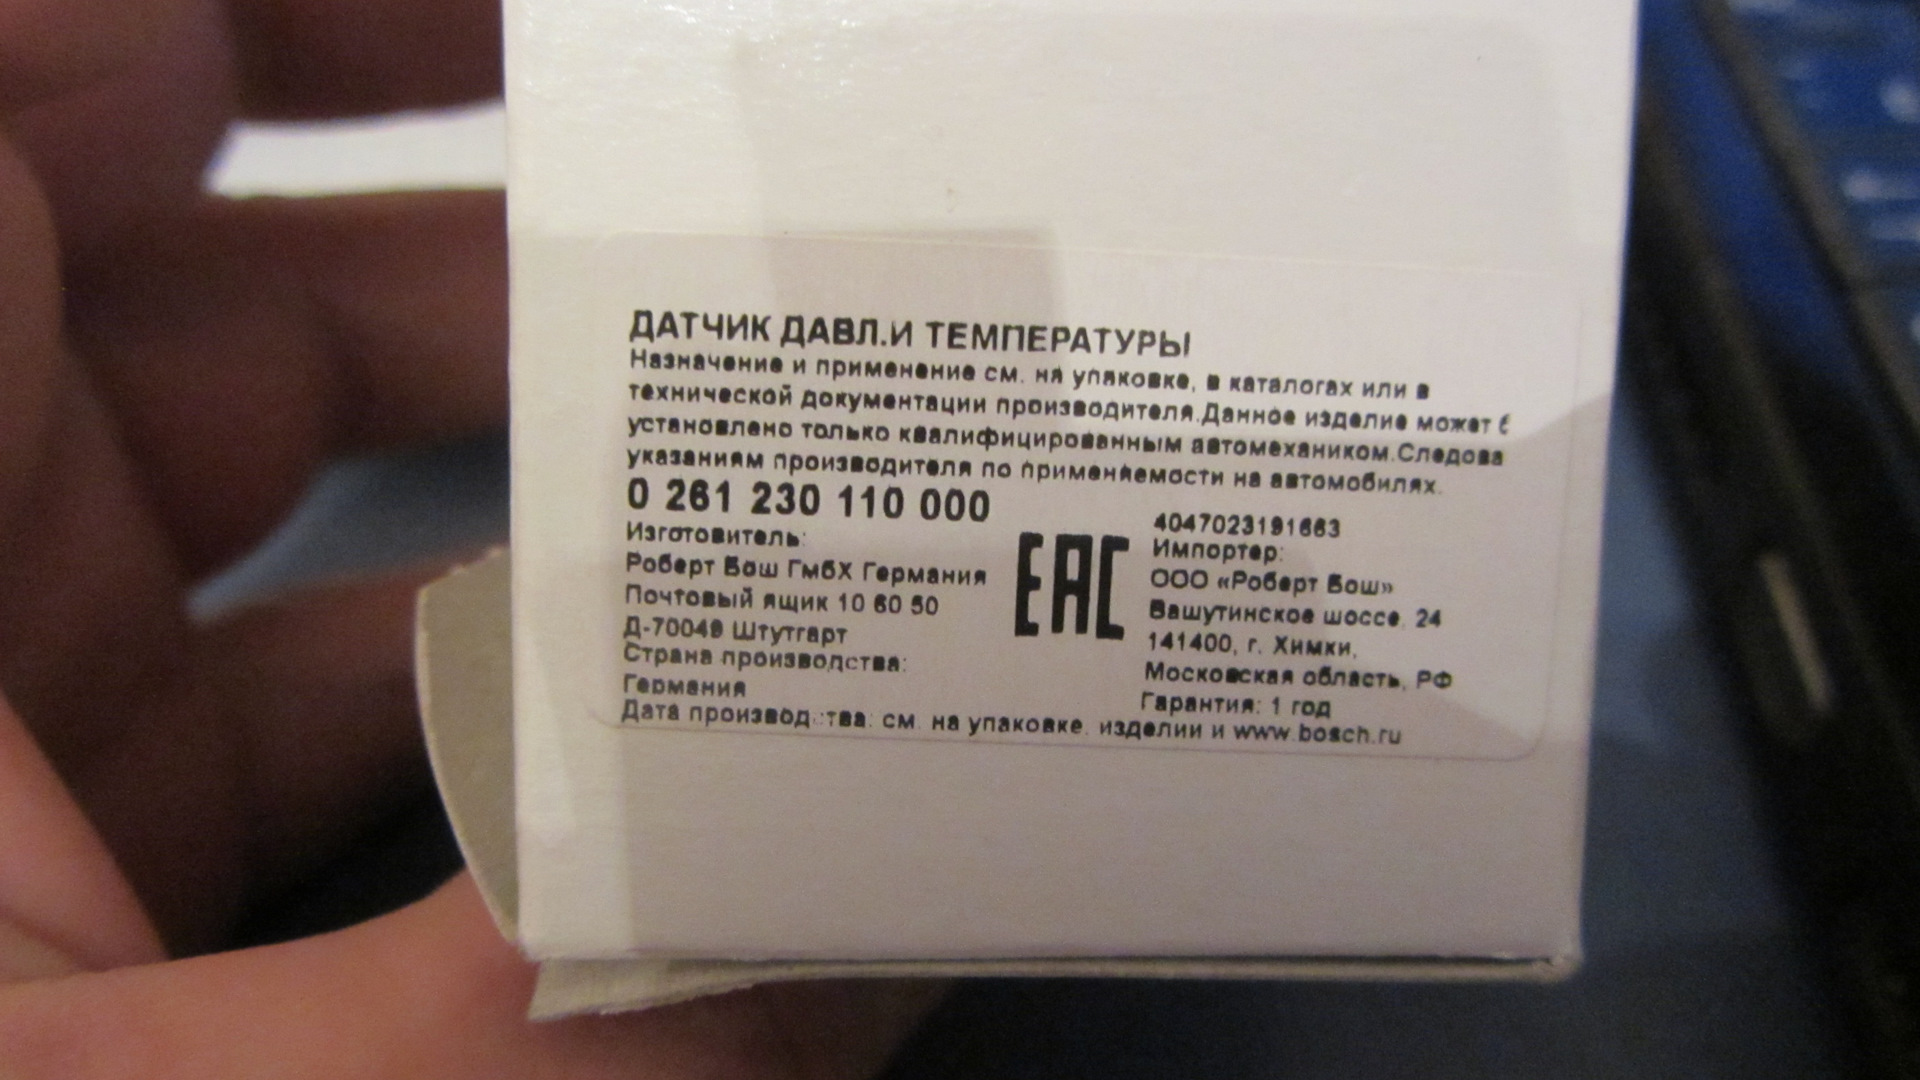 ДАТЧИК ДАВЛ.И ТЕМПЕРАТУРЫ
Назначение и применение см. на упаковке, в каталогах или в
технической документации производителя.Данное изделие может б
установлено только квалифицированным автомехаником.Следова
указаниям производителя по применяемости на автомобилях.
0 261 230 110 000
Изготовитель:
Роберт Бош ГмбХ Германия
Почтовый ящик 10 60 50
Д-70049 Штутгарт
Страна производства:
Германия
EAC
4047023191663
Импортер:
ООО «Роберт Бош»
Вашутинское шоссе, 24
141400, г. Химки,
Московская область, РФ
Гарантия: 1 год
Дата производства: см. на упаковке, изделии и www.bosch.ru